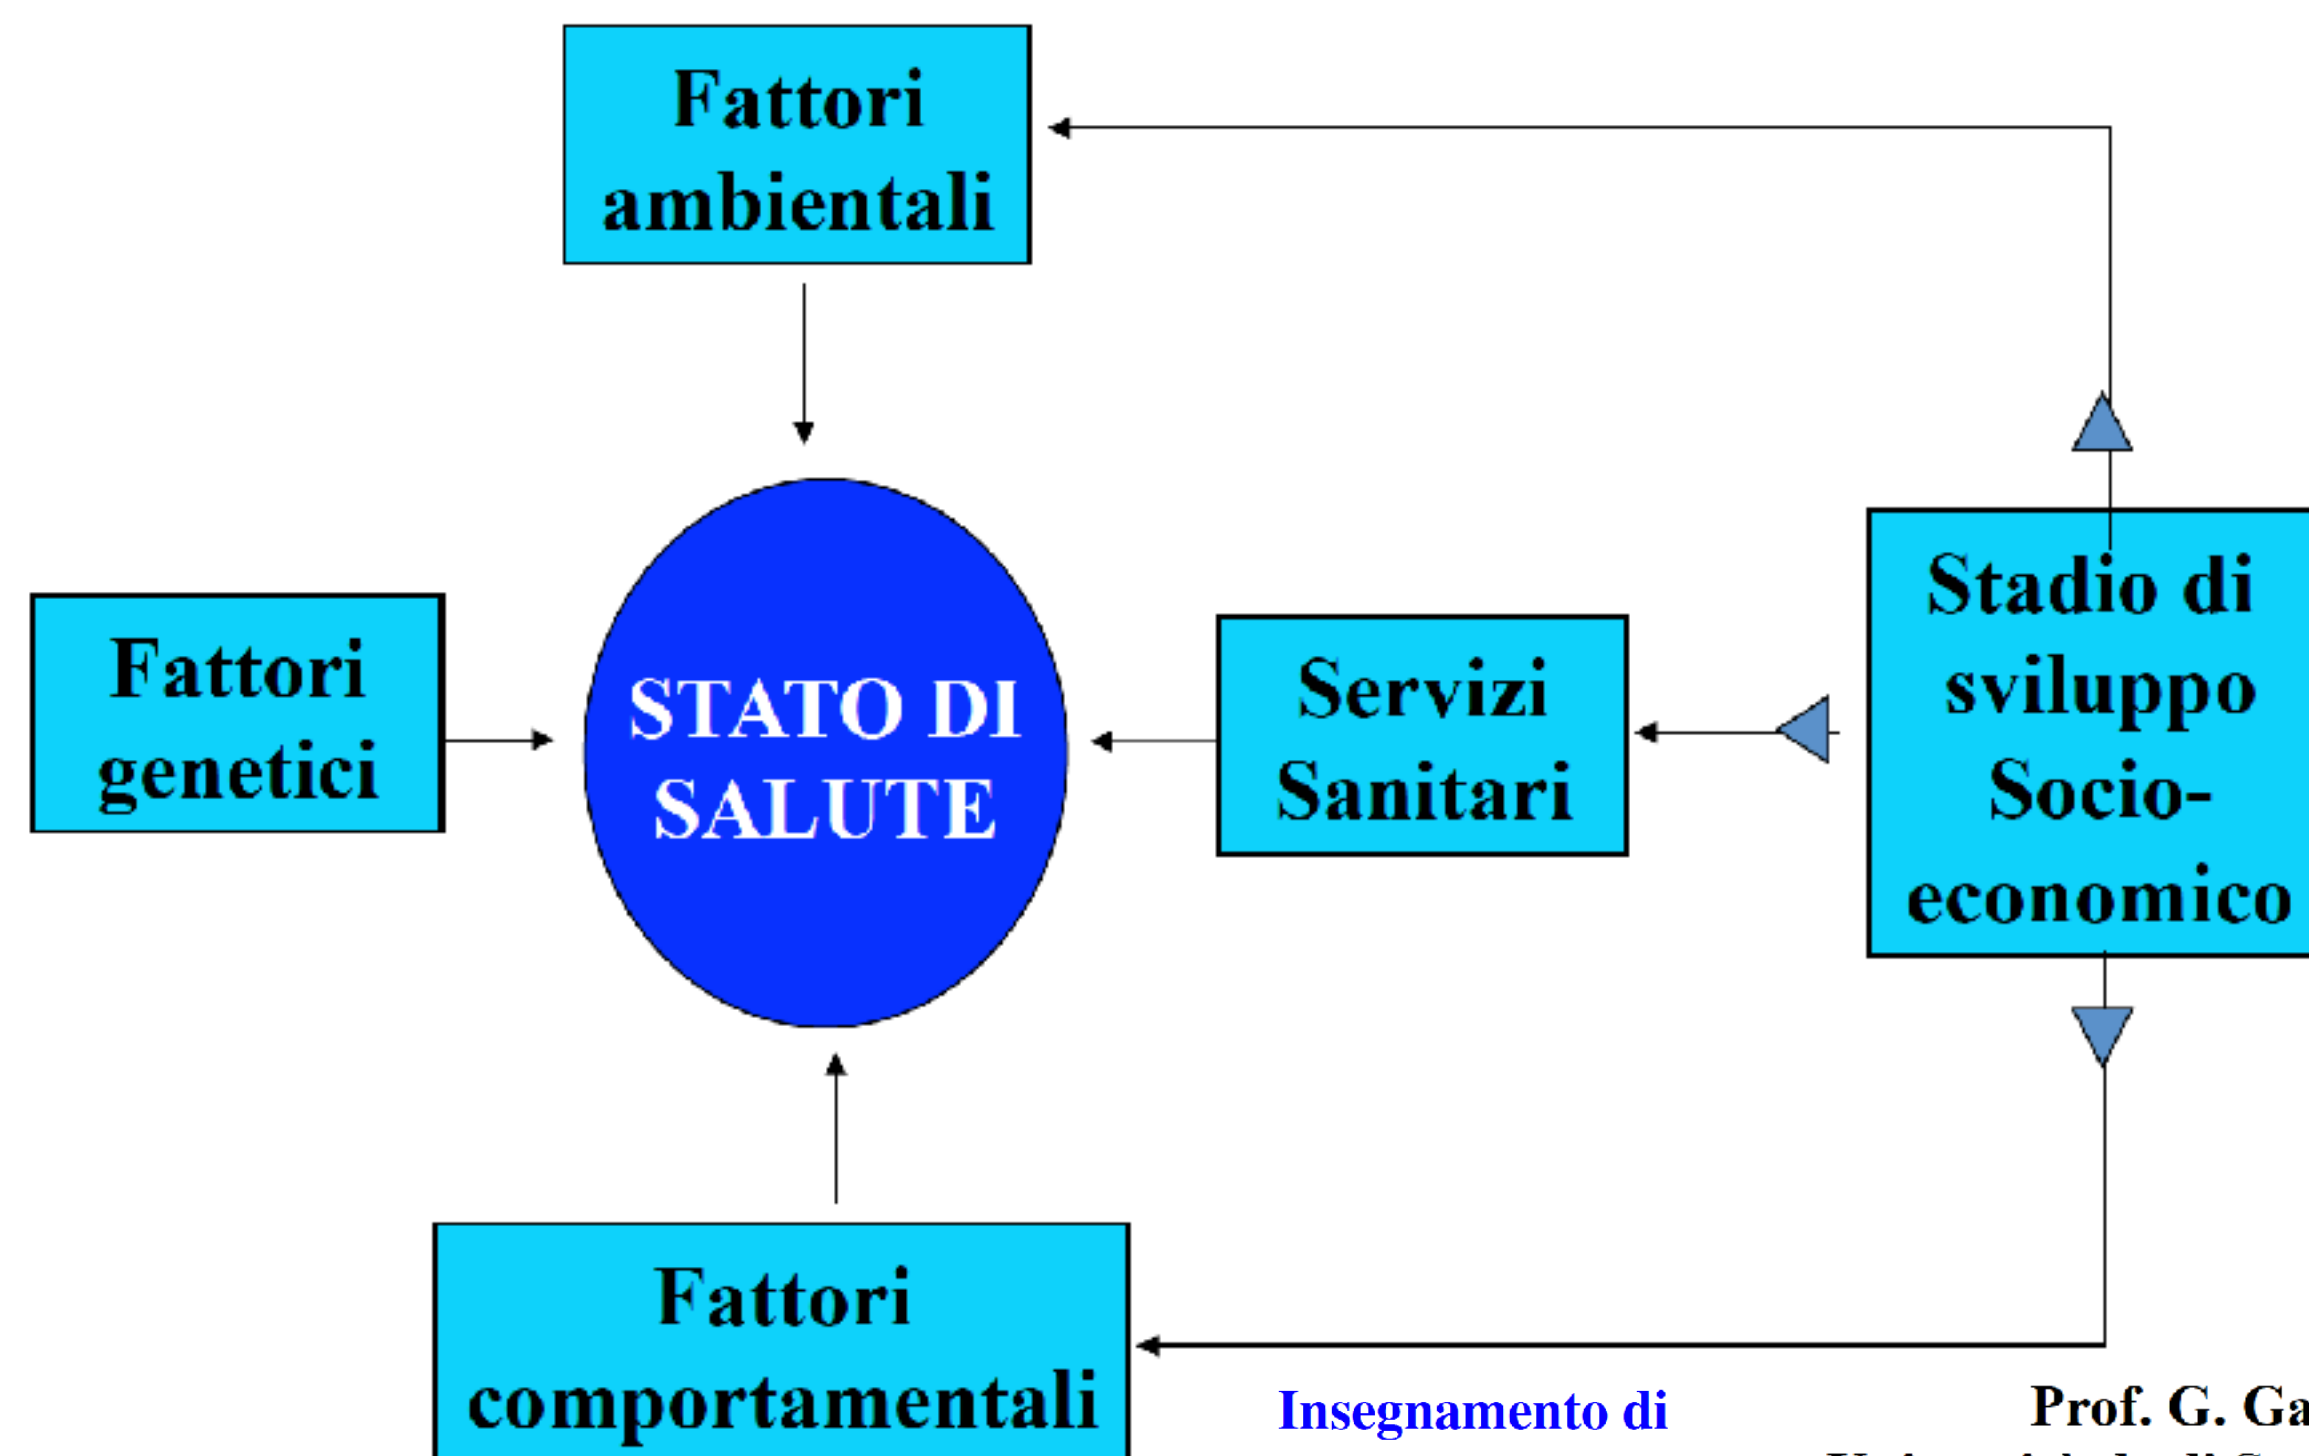 Fattori
ambientali
Fattori
genetici
STATO DI
SALUTE
Servizi
Sanitari
Stadio di
sviluppo
Socio-
economico
Fattori
comportamentali
Insegnamento di
Prof. G.